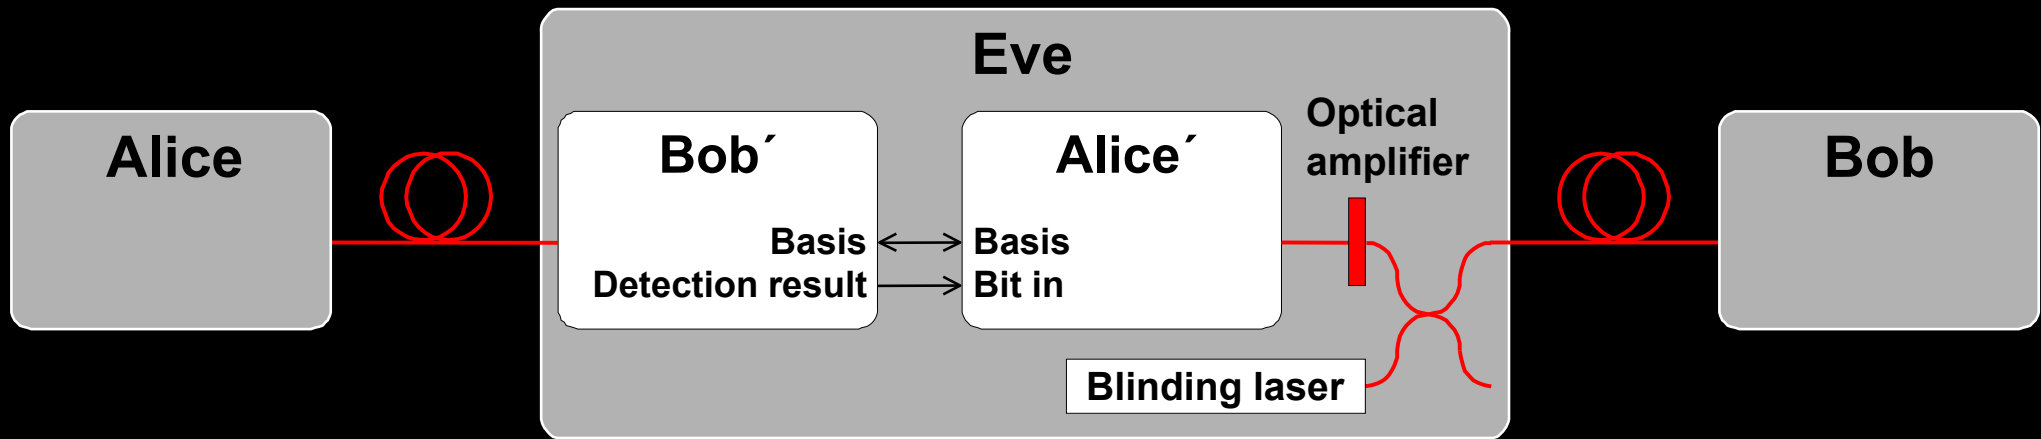 Eve
Alice
Bob´
Alice´
Optical
amplifier
Bob
Basis
Basis
Detection result
Bit in
Blinding laser